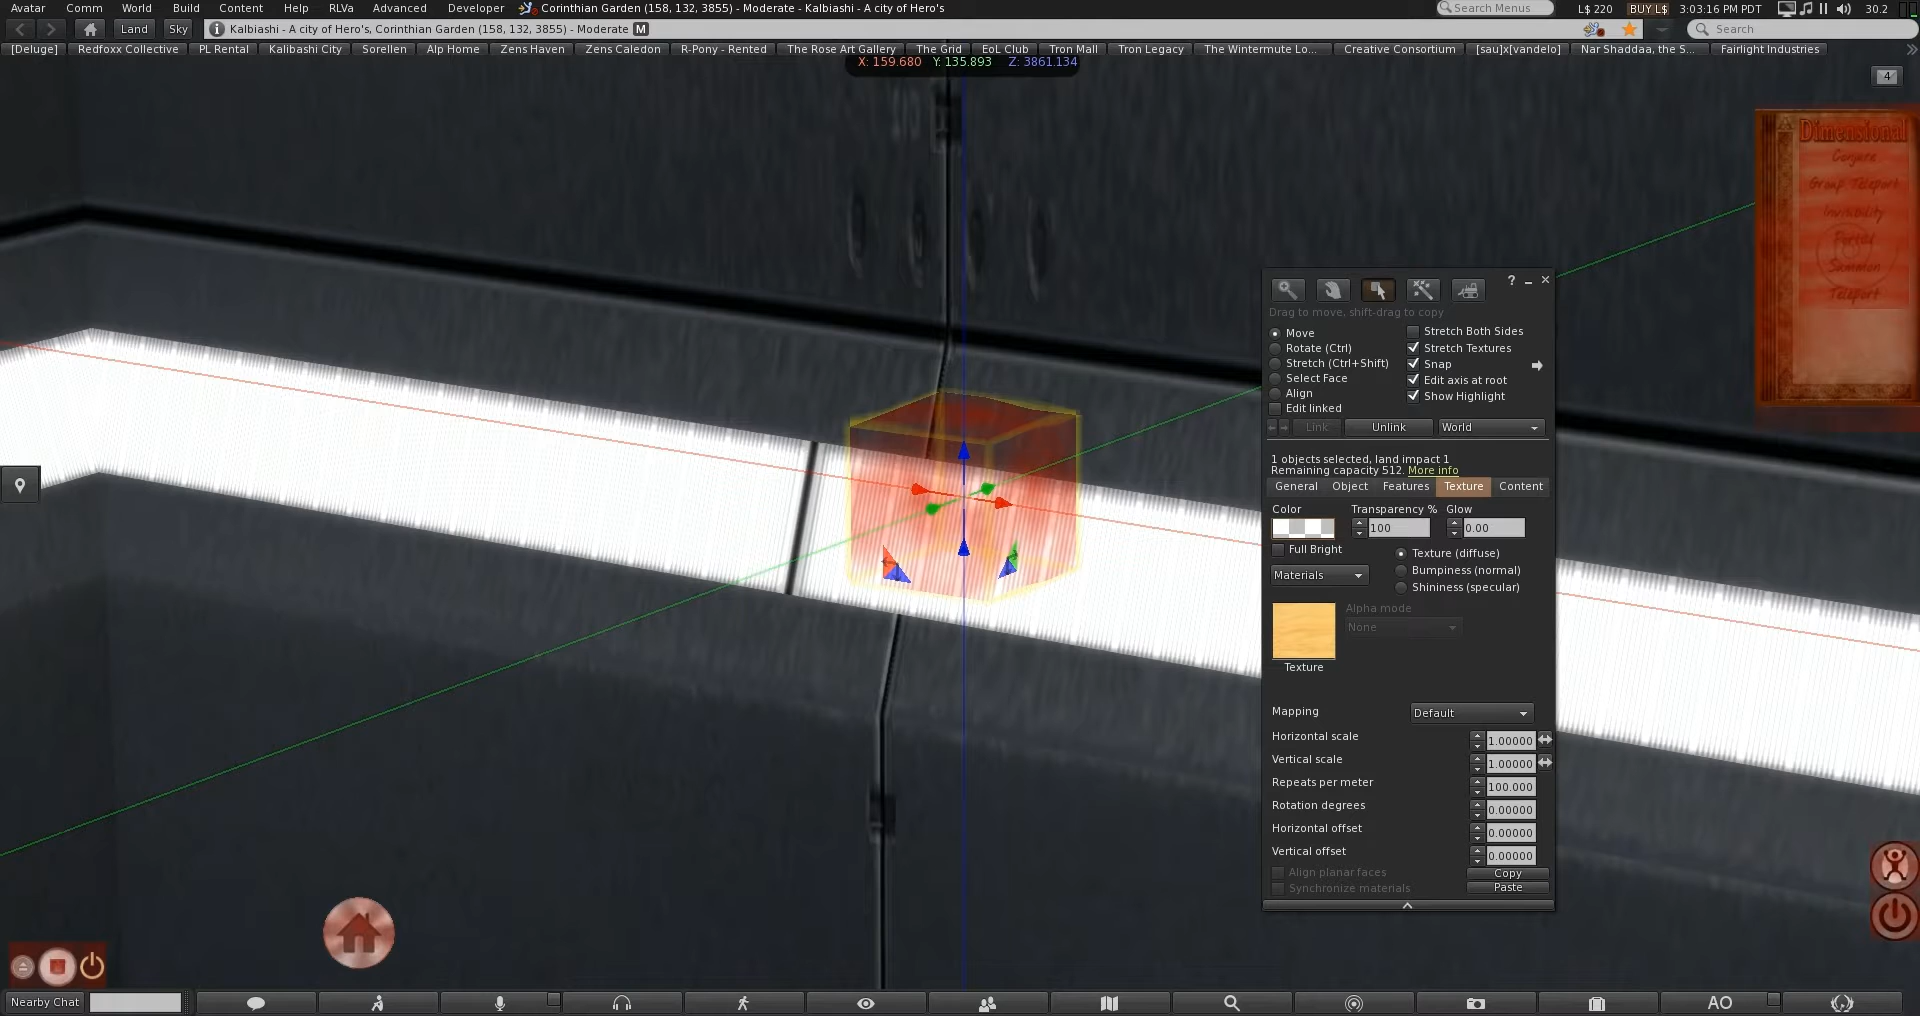 Avatar Comm World Build Content Help RLVa Advanced Developer Corinthian Garden (158, 132, 3855) - Moderate - Kalbiashi - A city of Hero's Search Menus L$ 220 BUY L$ 3:03:16 PM PDT 30.2
Land Sky Kalbiashi - A city of Hero's, Corinthian Garden (158, 132, 3855) - Moderate M Search
[Deluge] Redfoxx Collective PL Rental Kalibashi City Sorellen Alp Home Zens Haven Zens Caledon R-Pony - Rented The Rose Art Gallery The Grid EoL Club Tron Mall Tron Legacy The Wintermute Lo... Creative Consortium [sau]x[vandelo] Nar Shaddaa, the S... Fairlight Industries
X: 159.680 Y: 135.893 Z: 3861.134
4
Dimensional
Conjure
Group Teleport
Invisibility
Summon
Teleport
?
Drag to move, shift-drag to copy
Move Stretch Both Sides
Rotate (Ctrl) Stretch Textures
Stretch (Ctrl+Shift) Snap
Select Face Edit axis at root
Align Show Highlight
Edit linked
Link Unlink World
1 objects selected, land impact 1
Remaining capacity 512. More info
General Object Features Texture Content
Color Transparency % Glow
100 0.00
Full Bright Texture (diffuse)
Materials Bumpiness (normal)
Shininess (specular)
Alpha mode
None
Texture
Mapping Default
Horizontal scale 1.00000
Vertical scale 1.00000
Repeats per meter 100.000
Rotation degrees 0.00000
Horizontal offset 0.00000
Vertical offset 0.00000
Align planar faces Copy
Synchronize materials Paste
Nearby Chat AO